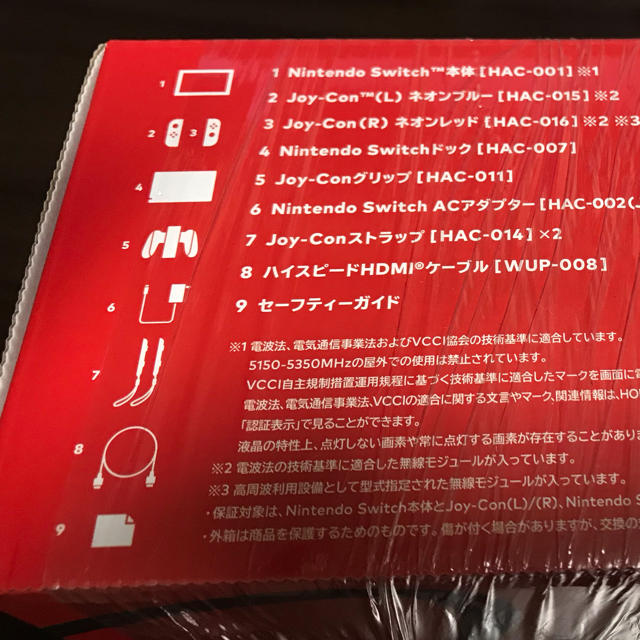 1 Nintendo Switch™本体[HAC-001]※1
2 Joy-Con™(L) ネオンブルー[HAC-015]※2
3 Joy-Con(R) ネオンレッド[HAC-016]※2 ※3
4 Nintendo Switchドック[HAC-007]
5 Joy-Conグリップ[HAC-011]
6 Nintendo Switch ACアダプター[HAC-002(J
7 Joy-Conストラップ[HAC-014]×2
8 ハイスピードHDMI®ケーブル[WUP-008]
9 セーフティーガイド
1
2
3
4
5
6
7
8
9
※1 電波法、電気通信事業法およびVCCI協会の技術基準に適合しています。
5150-5350MHzの屋外での使用は禁止されています。
VCCI自主規制措置運用規程に基づく技術基準に適合したマークを画面に電
電波法、電気通信事業法、VCCIの適合に関する文言やマーク、関連情報は、HO
「認証表示」で見ることができます。
液晶の特性上、点灯しない画素や常に点灯する画素が存在することがあり
※2 電波法の技術基準に適合した無線モジュールが入っています。
※3 高周波利用設備として型式指定された無線モジュールが入っています。
・保証対象は、Nintendo Switch本体とJoy-Con(L)/(R)、Nintendo S
・外箱は商品を保護するためのものです。傷が付く場合がありますが、交換の